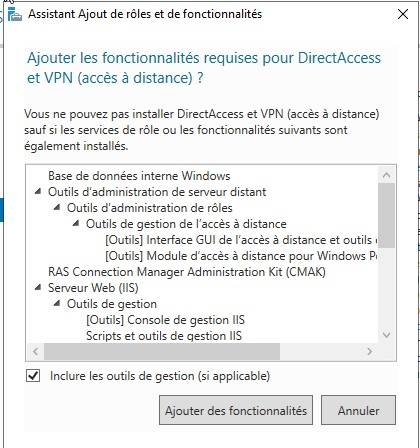 Assistant Ajout de rôles et de fonctionnalités
Ajouter les fonctionnalités requises pour DirectAccess
et VPN (accès à distance) ?
Vous ne pouvez pas installer DirectAccess et VPN (accès à distance)
sauf si les services de rôle ou les fonctionnalités suivants sont
également installés.
Base de données interne Windows
Outils d'administration de serveur distant
Outils d'administration de rôles
Outils de gestion de l'accès à distance
[Outils] Interface GUI de l'accès à distance et outils
[Outils] Module d'accès à distance pour Windows
RAS Connection Manager Administration Kit (CMAK)
Serveur Web (IIS)
Outils de gestion
[Outils] Console de gestion IIS
Scripts et outils de gestion IIS
Inclure les outils de gestion (si applicable)
Ajouter des fonctionnalités
Annuler